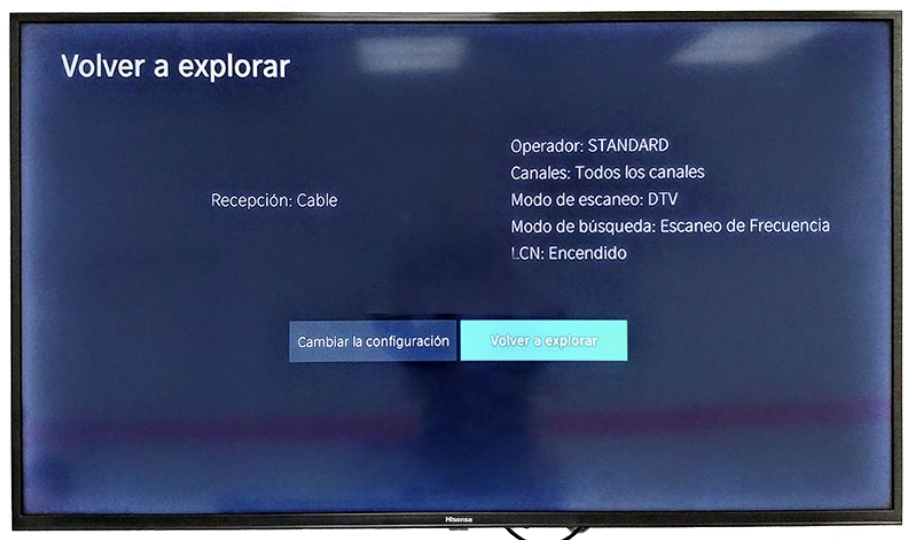 Volver a explorar
Recepción: Cable
Operador: STANDARD
Canales: Todos los canales
Modo de escaneo: DTV
Modo de búsqueda: Escaneo de Frecuencia
LCN: Encendido
Cambiar la configuración
Volver a explorar
Hisense